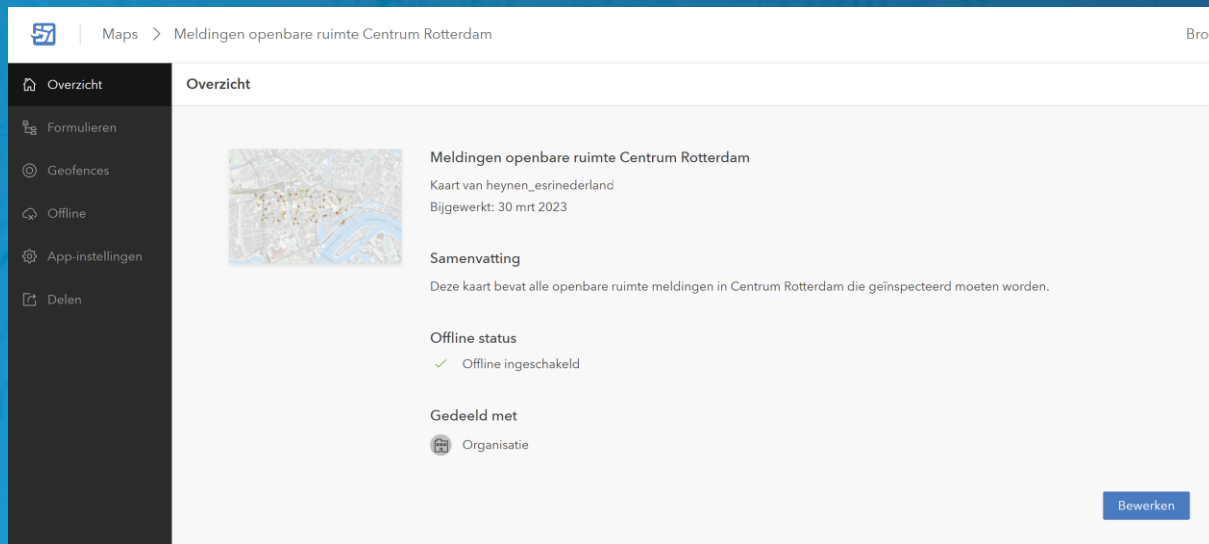 Maps > Meldingen openbare ruimte Centrum Rotterdam
Bro
Overzicht
Formulieren
Geofences
Offline
App-instellingen
Delen
Overzicht
Meldingen openbare ruimte Centrum Rotterdam
Kaart van heynen_esrinederland
Bijgewerkt: 30 mrt 2023
Samenvatting
Deze kaart bevat alle openbare ruimte meldingen in Centrum Rotterdam die geïnspecteerd moeten worden.
Offline status
Offline ingeschakeld
Gedeeld met
Organisatie
Bewerken